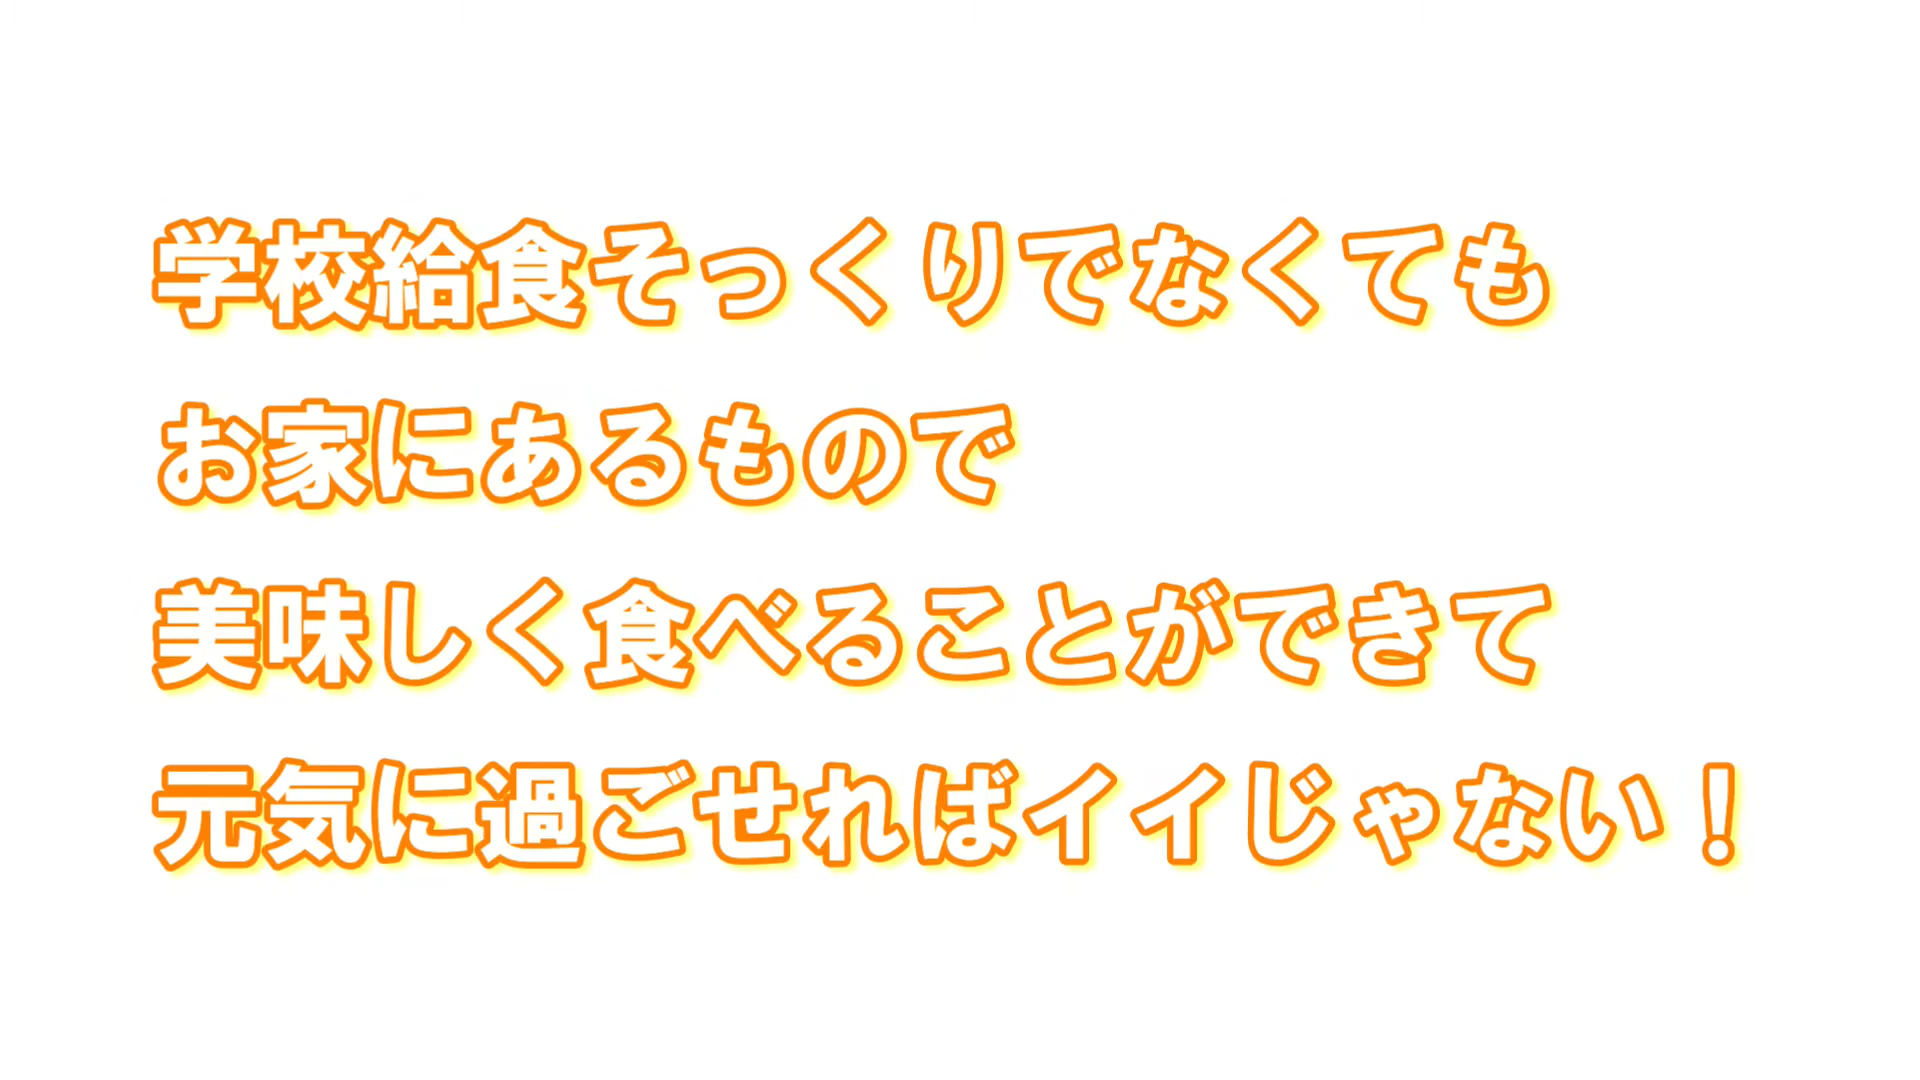 学校給食そっくりでなくても
お家にあるもので
美味しく食べることができて
元気に過ごせればイイじゃない！